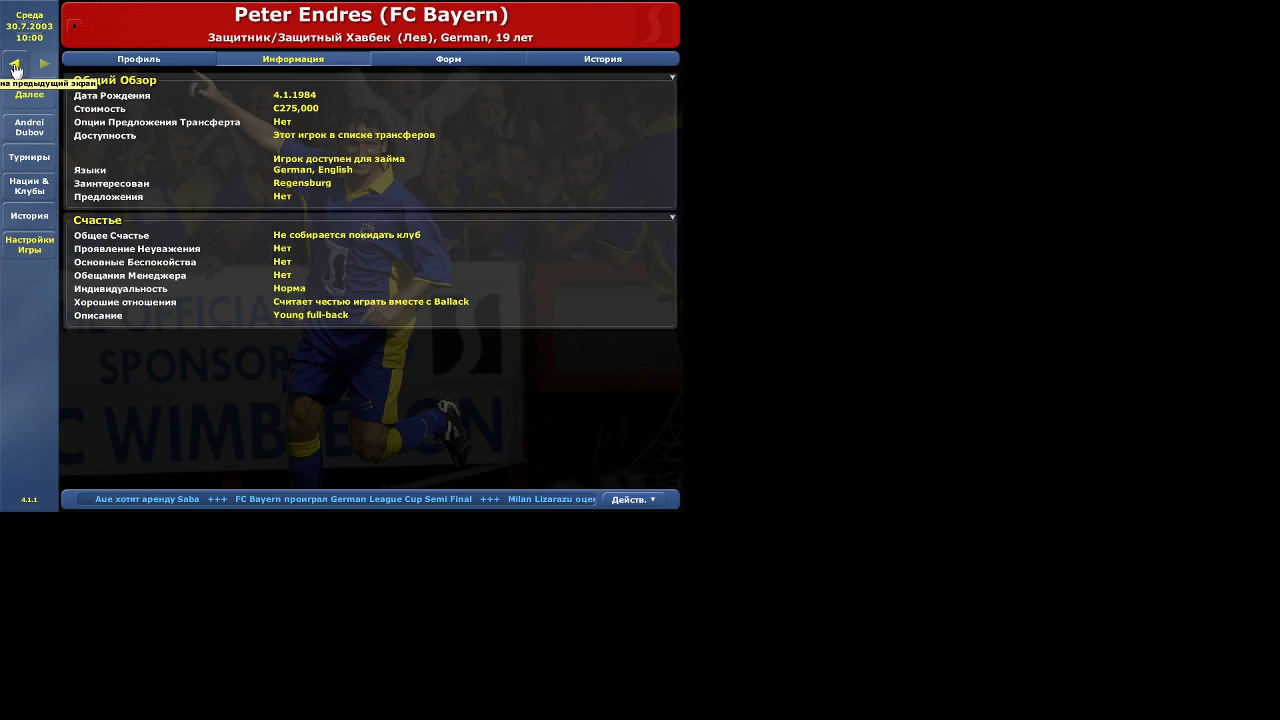 Среда
30.7.2003
10:00
на предыдущий экран
Далее
Andrei
Dubov
Турниры
Нации &
Клубы
История
Настройки
Игры
4.1.1
Peter Endres (FC Bayern)
Защитник/Защитный Хавбек (Лев), German, 19 лет
Профиль Информация Форм История
Общий Обзор
Дата Рождения 4.1.1984
Стоимость €275,000
Опции Предложения Трансферта Нет
Доступность Этот игрок в списке трансферов
Игрок доступен для займа
Языки German, English
Заинтересован Regensburg
Предложения Нет
Счастье
Общее Счастье Не собирается покидать клуб
Проявление Неуважения Нет
Основные Беспокойства Нет
Обещания Менеджера Нет
Индивидуальность Норма
Хорошие отношения Считает честью играть вместе с Ballack
Описание Young full-back
OFFICIAL
SPONSOR
C WIMB
ON
Aue хотят аренду Saba +++ FC Bayern проиграл German League Cup Semi Final +++ Milan Lizarazu оцен
Действ.